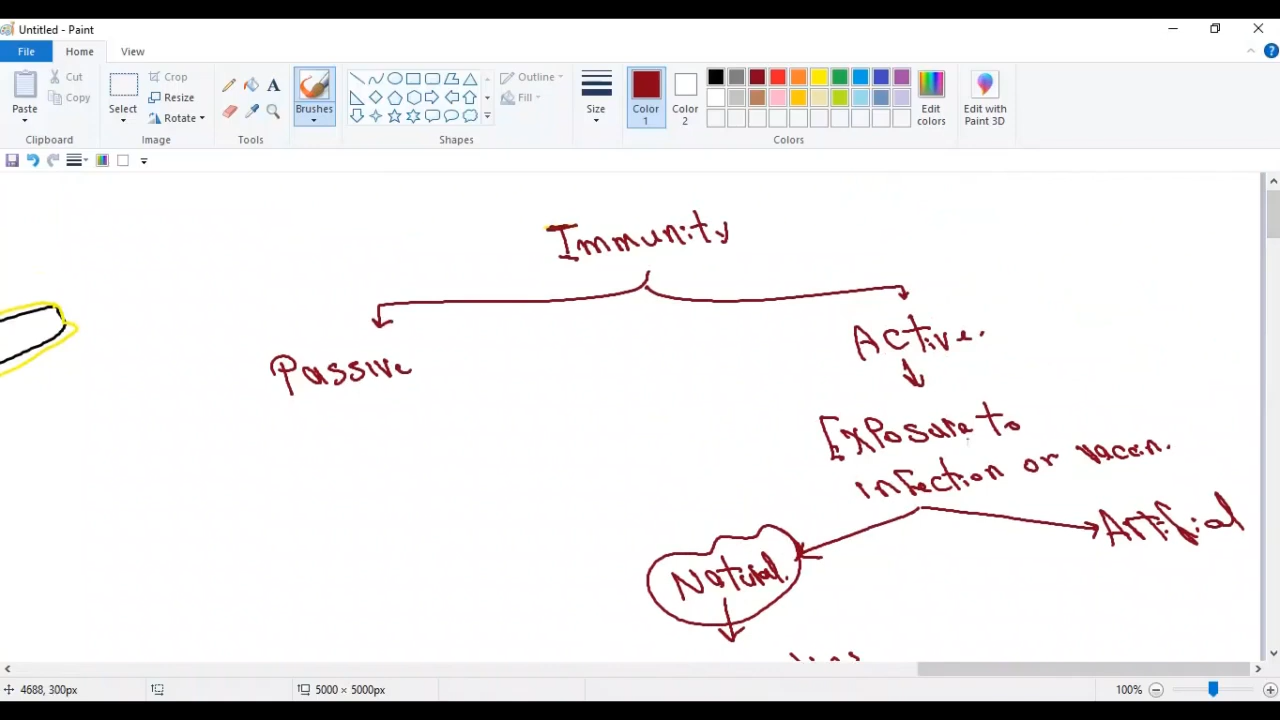 Untitled - Paint
File Home View
Paste
Cut
Copy
Clipboard
Select
Crop
Resize
Rotate
Image
Tools
Brushes
Shapes
Outline
Fill
Size
Color 1
Color 2
Edit colors
Edit with Paint 3D
Colors
Immunity
Passive
Active.
Exposure to
infection or vaccin.
Natural.
Artificial
4688, 300px
5000 × 5000px
100%